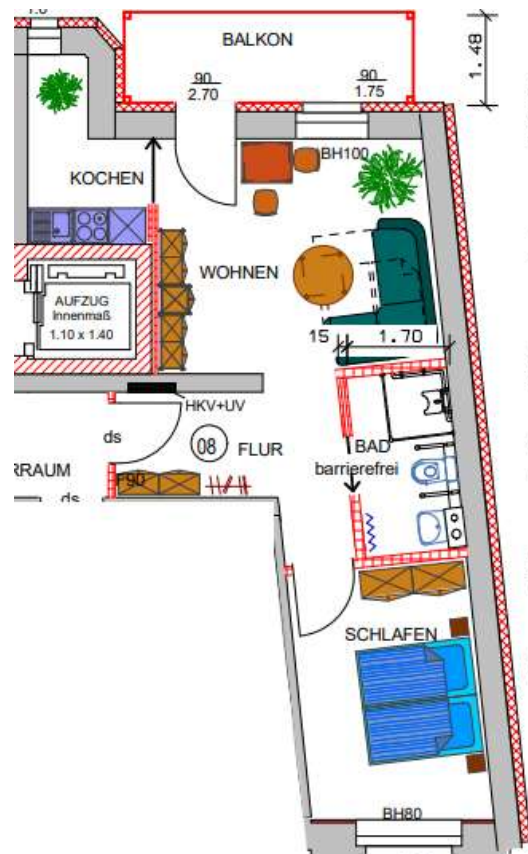 BALKON
1.48
90
2.70
90
1.75
BH100
KOCHEN
WOHNEN
AUFZUG
Innenmaß
1.10 x 1.40
15
1.70
HKV+UV
ds
08
FLUR
BAD
barrierefrei
RRAUM
F90
ds
SCHLAFEN
BH80